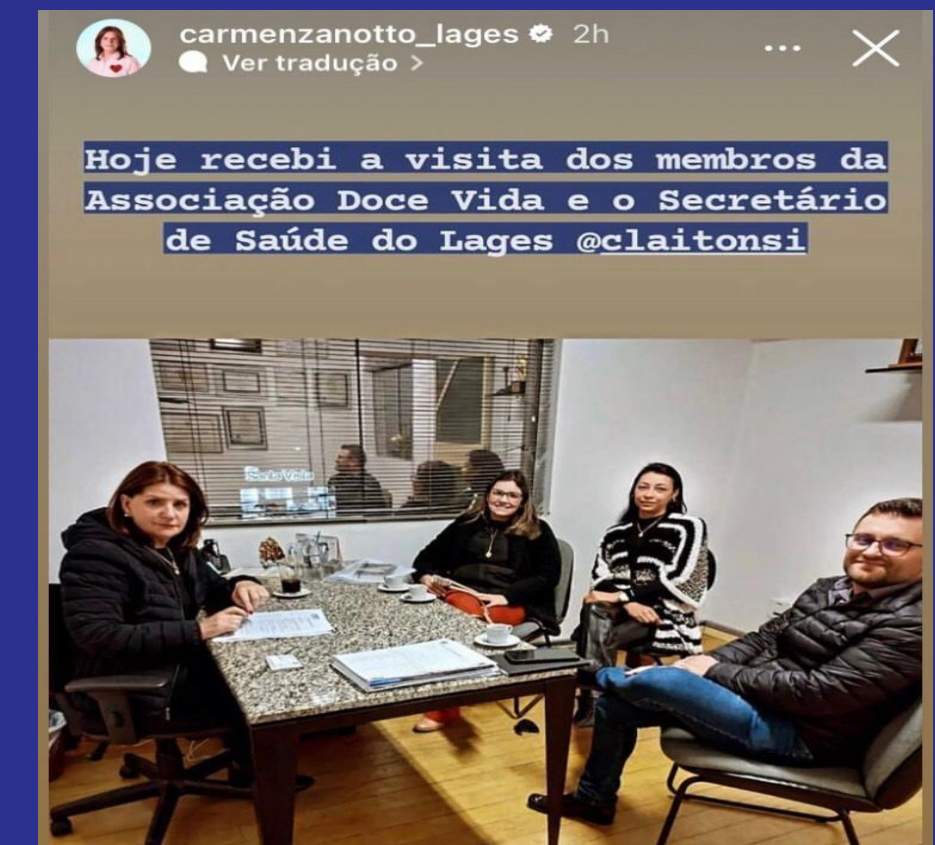 carmenzanotto_lages 2h
Ver tradução >
Hoje recebi a visita dos membros da
Associação Doce Vida e o Secretário
de Saúde do Lages @claitonsi